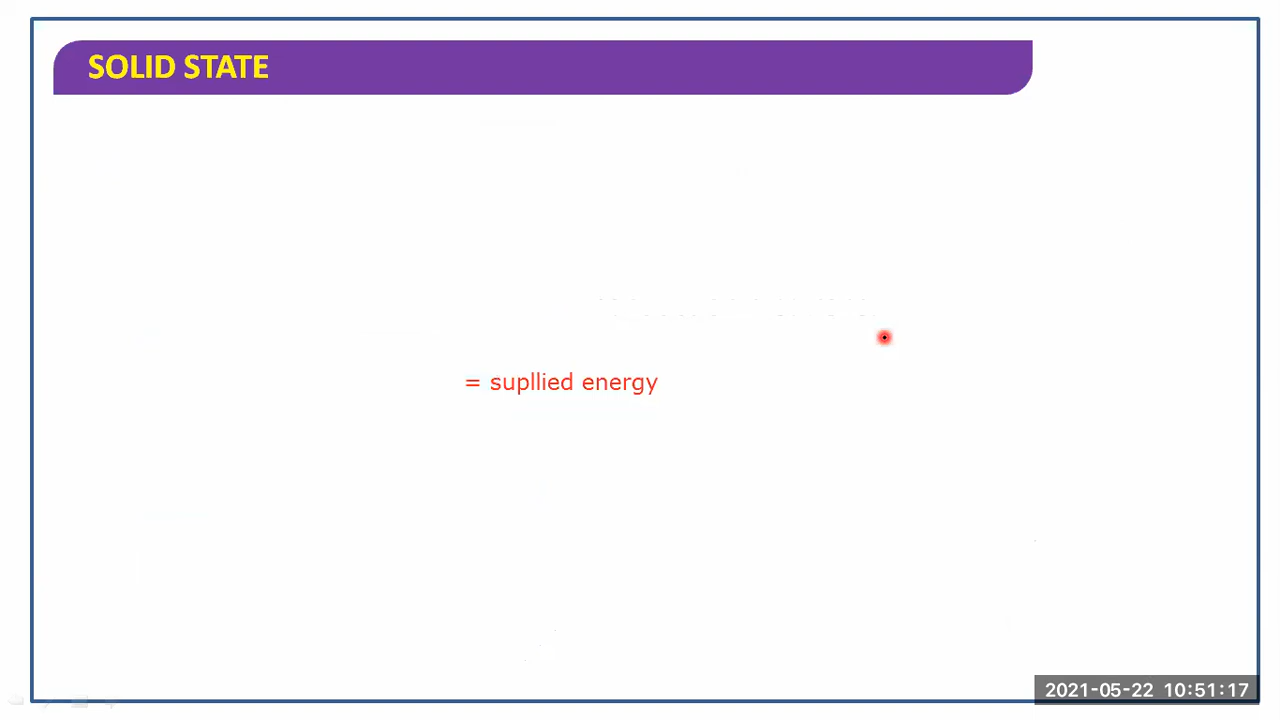 SOLID STATE
= supllied energy
2021-05-22 10:51:17